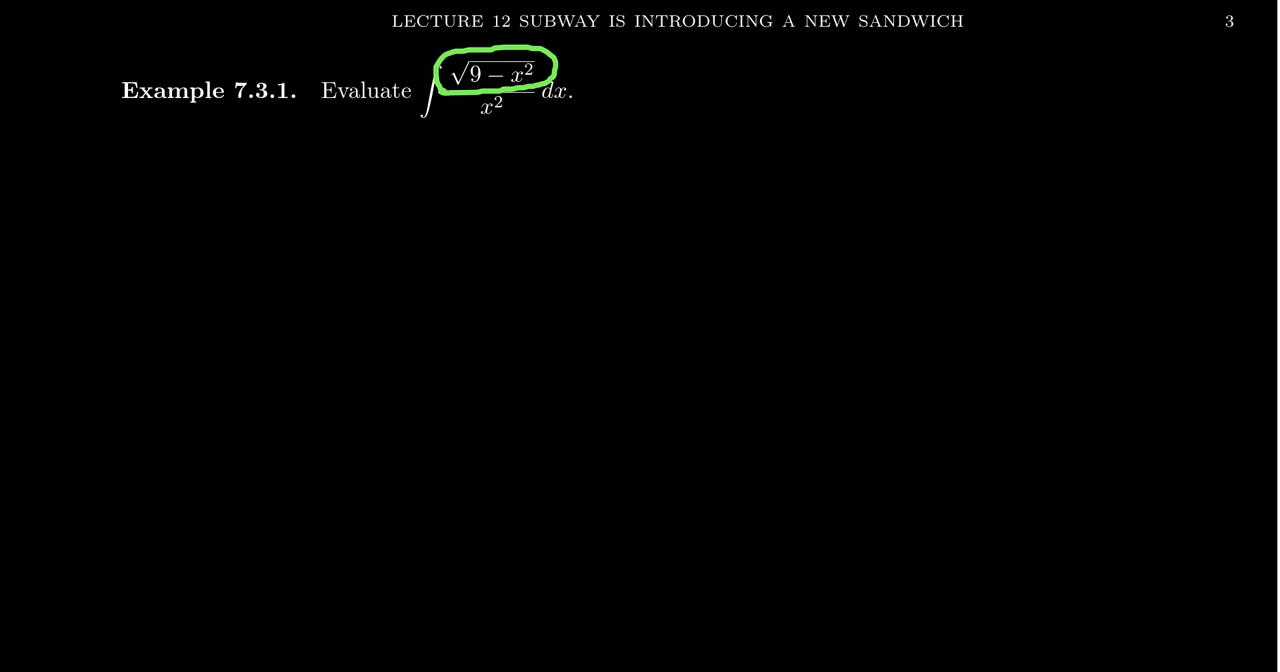 LECTURE 12 SUBWAY IS INTRODUCING A NEW SANDWICH 3
Example 7.3.1. Evaluate ∫ √(9 − x²) / x² dx.